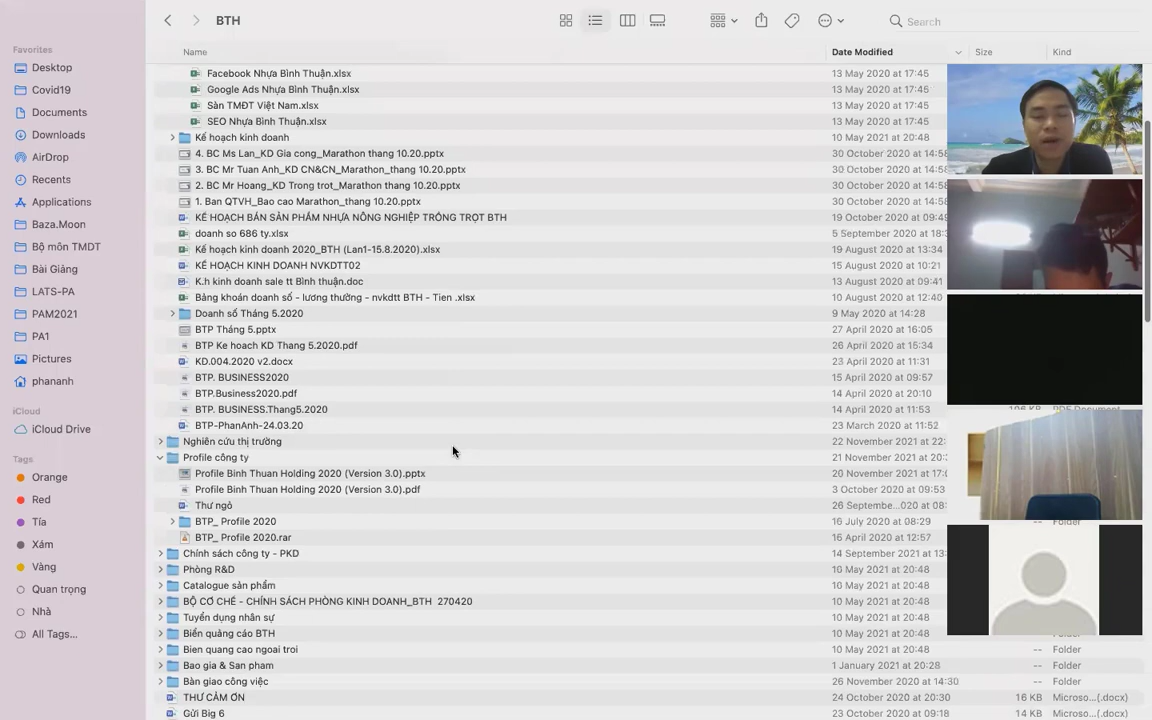 BTH
Search
Favorites
Desktop
Covid19
Documents
Downloads
AirDrop
Recents
Applications
Baza.Moon
Bộ môn TMDT
Bài Giảng
LATS-PA
PAM2021
PA1
Pictures
phananh
iCloud
iCloud Drive
Tags
Orange
Red
Tía
Xám
Vàng
Quan trọng
Nhà
All Tags...
Name Date Modified Size Kind
Facebook Nhựa Bình Thuận.xlsx 13 May 2020 at 17:45
Google Ads Nhựa Bình Thuận.xlsx 13 May 2020 at 17:45
Sàn TMĐT Việt Nam.xlsx 13 May 2020 at 17:45
SEO Nhựa Bình Thuận.xlsx 13 May 2020 at 17:45
Kế hoạch kinh doanh 10 May 2021 at 20:48
4. BC Ms Lan_KD Gia cong_Marathon thang 10.20.pptx 30 October 2020 at 14:58
3. BC Mr Tuan Anh_KD CN&CN_Marathon_thang 10.20.pptx 30 October 2020 at 14:58
2. BC Mr Hoang_KD Trong trot_Marathon thang 10.20.pptx 30 October 2020 at 14:58
1. Ban QTVH_Bao cao Marathon_thang 10.20.pptx 30 October 2020 at 14:58
KẾ HOẠCH BÁN SẢN PHẨM NHỰA NÔNG NGHIỆP TRỒNG TRỌT BTH 19 October 2020 at 09:4
doanh so 686 ty.xlsx 5 September 2020 at 18:
Kế hoạch kinh doanh 2020_BTH (Lan1-15.8.2020).xlsx 19 August 2020 at 13:34
KẾ HOẠCH KINH DOANH NVKDTT02 15 August 2020 at 10:21
K.h kinh doanh sale tt Bình thuận.doc 13 August 2020 at 09:41
Bảng khoán doanh số - lương thưởng - nvkdtt BTH - Tien .xlsx 10 August 2020 at 12:40
Doanh số Tháng 5.2020 9 May 2020 at 14:28
BTP Tháng 5.pptx 27 April 2020 at 16:05
BTP Ke hoach KD Thang 5.2020.pdf 26 April 2020 at 15:34
KD.004.2020 v2.docx 23 April 2020 at 11:31
BTP. BUSINESS2020 15 April 2020 at 09:57
BTP.Business2020.pdf 14 April 2020 at 20:10
BTP. BUSINESS.Thang5.2020 14 April 2020 at 11:53
BTP-PhanAnh-24.03.20 23 March 2020 at 11:52
Nghiên cứu thị trường 22 November 2021 at 22:
Profile công ty 21 November 2021 at 20:
Profile Binh Thuan Holding 2020 (Version 3.0).pptx 20 November 2021 at 17:
Profile Binh Thuan Holding 2020 (Version 3.0).pdf 3 October 2020 at 09:53
Thư ngỏ 26 Septembe...020 at 08:
BTP_ Profile 2020 16 July 2020 at 08:29 -- Folder
BTP_ Profile 2020.rar 16 April 2020 at 12:57
Chính sách công ty - PKD 14 September 2021 at 13:
Phòng R&D 10 May 2021 at 20:48
Catalogue sản phẩm 10 May 2021 at 20:48
BỘ CƠ CHẾ - CHÍNH SÁCH PHÒNG KINH DOANH_BTH 270420 10 May 2021 at 20:48
Tuyển dụng nhân sự 10 May 2021 at 20:48
Biển quảng cáo BTH 10 May 2021 at 20:48
Bien quang cao ngoai troi 10 May 2021 at 20:48 -- Folder
Bao gia & San pham 1 January 2021 at 20:28 -- Folder
Bàn giao công việc 26 November 2020 at 14:30 -- Folder
THƯ CẢM ƠN 24 October 2020 at 20:30 16 KB Microso...(.docx)
Gửi Big 6 23 October 2020 at 09:18 14 KB Microso...(.docx)